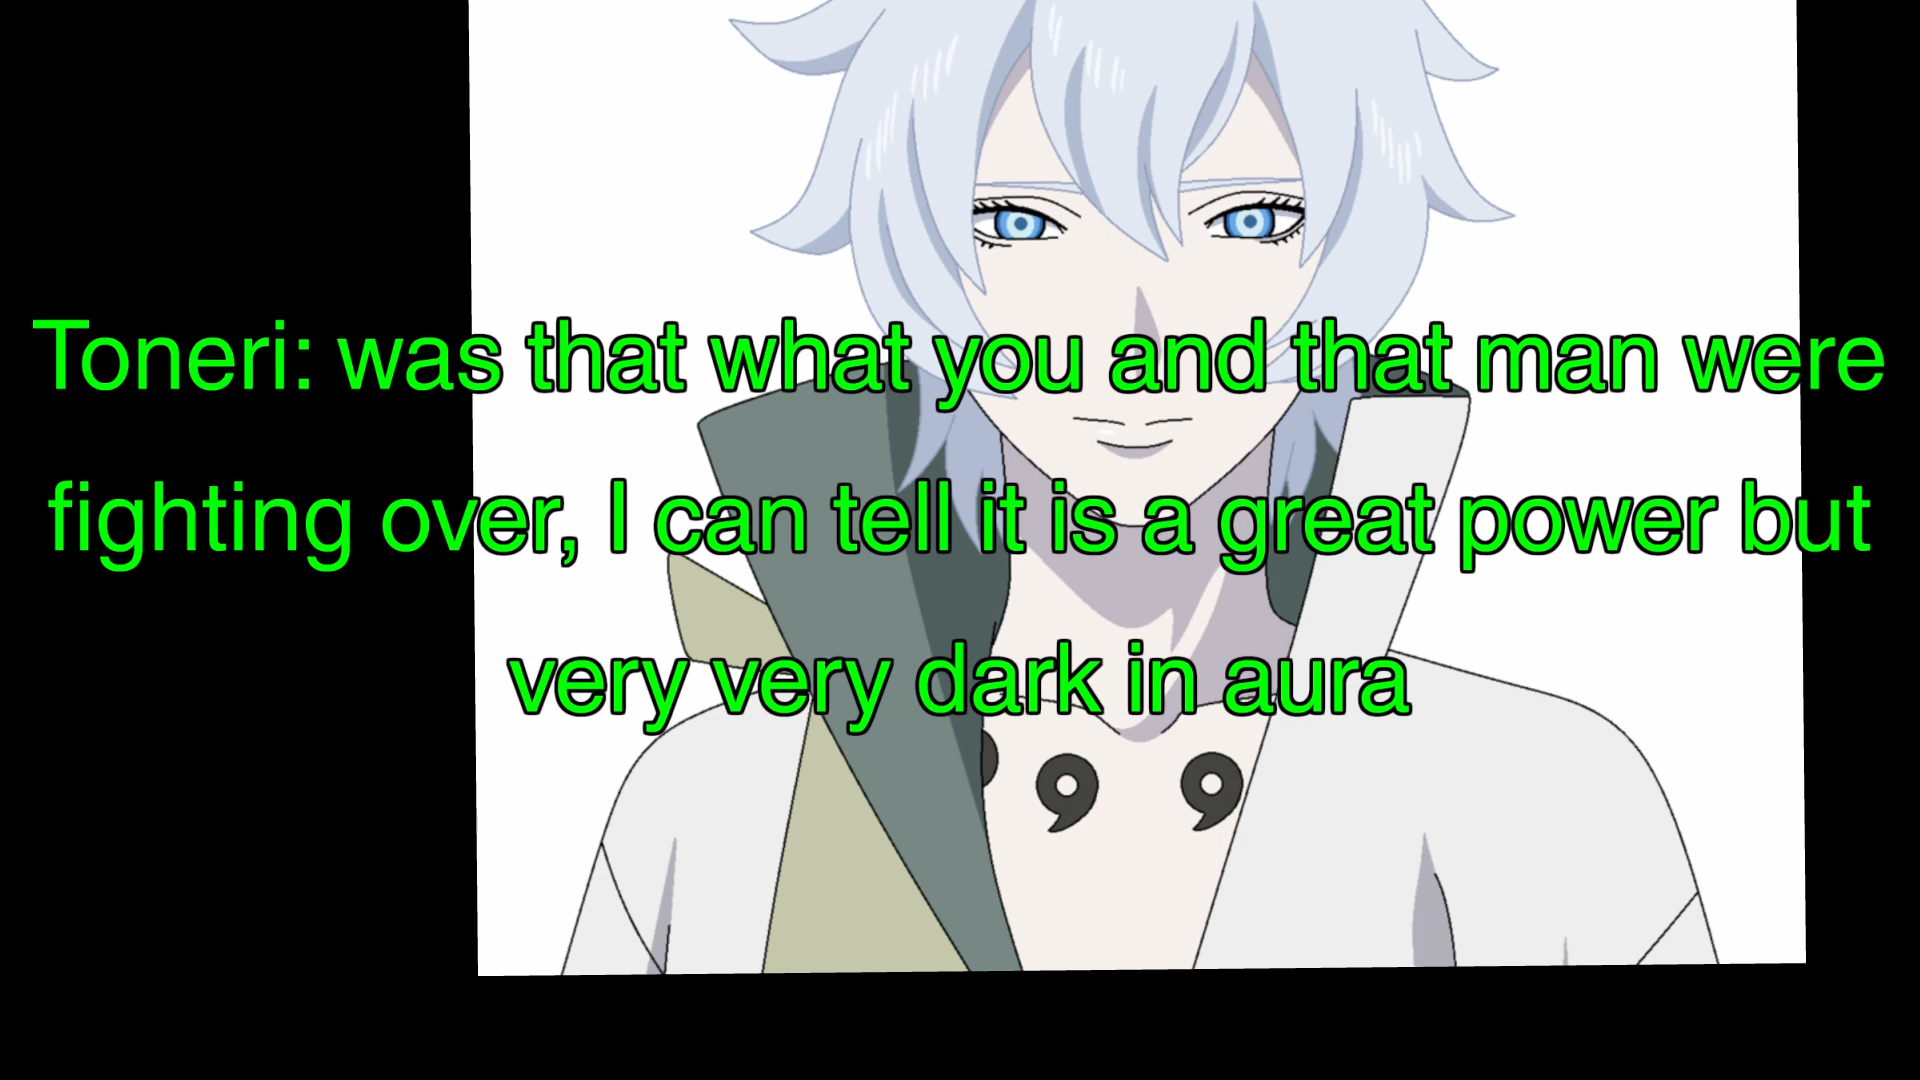 Toneri: was that what you and that man were
fighting over, I can tell it is a great power but
very very dark in aura